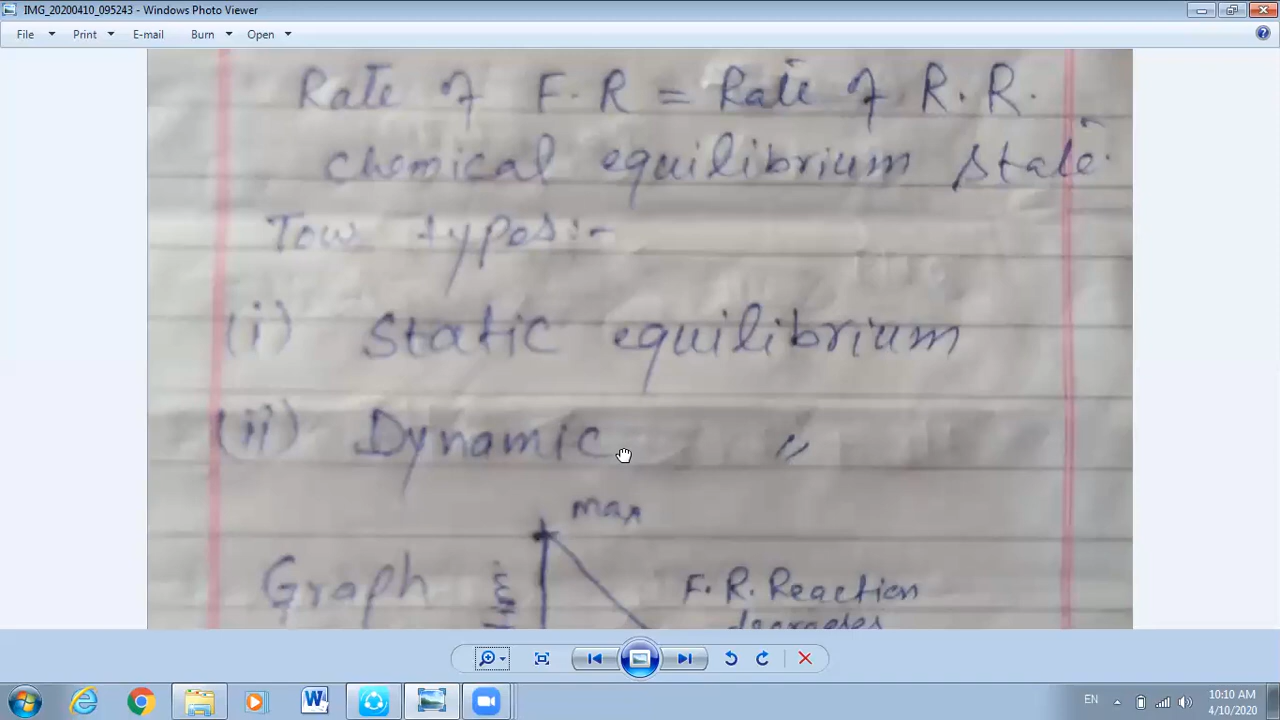 IMG_20200410_095243 - Windows Photo Viewer
File Print E-mail Burn Open
Rate of F.R = Rate of R.R.
chemical equilibrium state.
Tow types:-
(i) Static equilibrium
(ii) Dynamic "
max
Graph
F.R. Reaction
decreases
EN
10:10 AM
4/10/2020